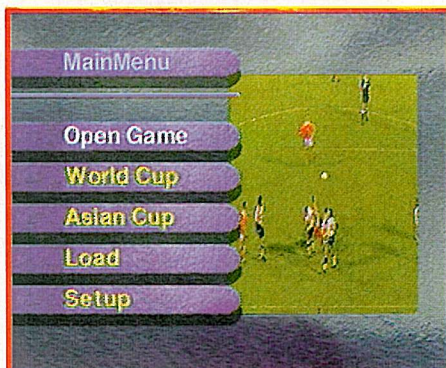 MainMenu
Open Game
World Cup
Asian Cup
Load
Setup